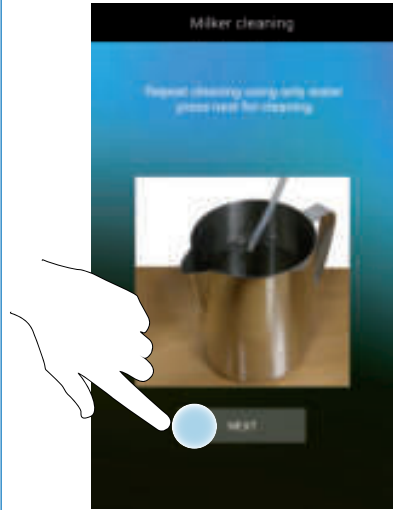 Milker cleaning
Repeat cleaning using only water
press next for cleaning
NEXT